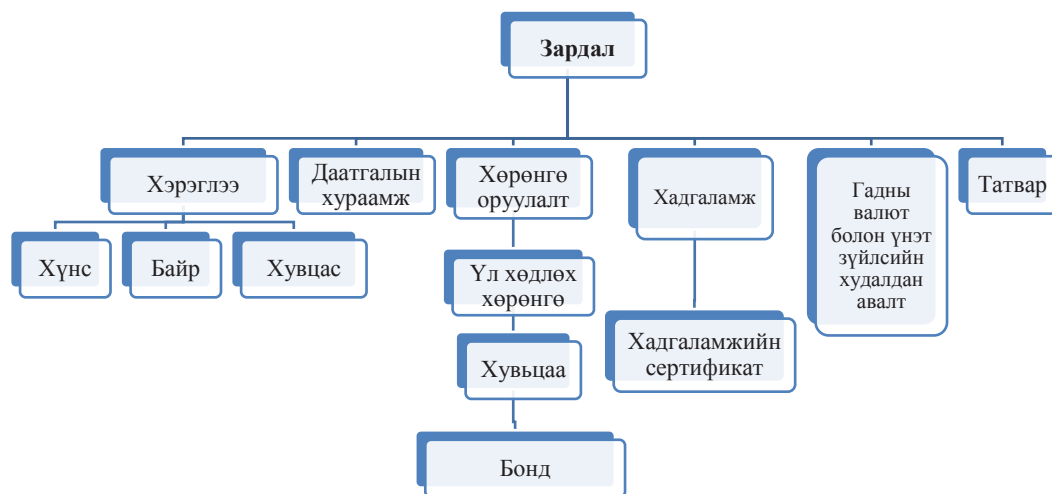 Зардал
Хэрэглээ
Даатгалын
хураамж
Хөрөнгө
оруулалт
Хадгаламж
Гадны
валют
болон үнэт
зүйлсийн
худалдан
авалт
Татвар
Хүнс
Байр
Хувцас
Үл хөдлөх
хөрөнгө
Хадгаламжийн
сертификат
Хувьцаа
Бонд